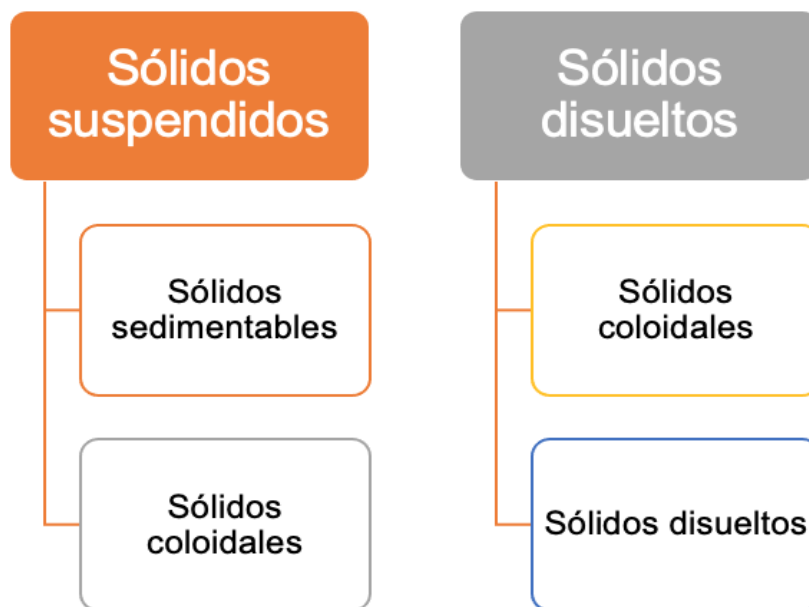 Sólidos
suspendidos
Sólidos
sedimentables
Sólidos
coloidales
Sólidos
disueltos
Sólidos
coloidales
Sólidos disueltos